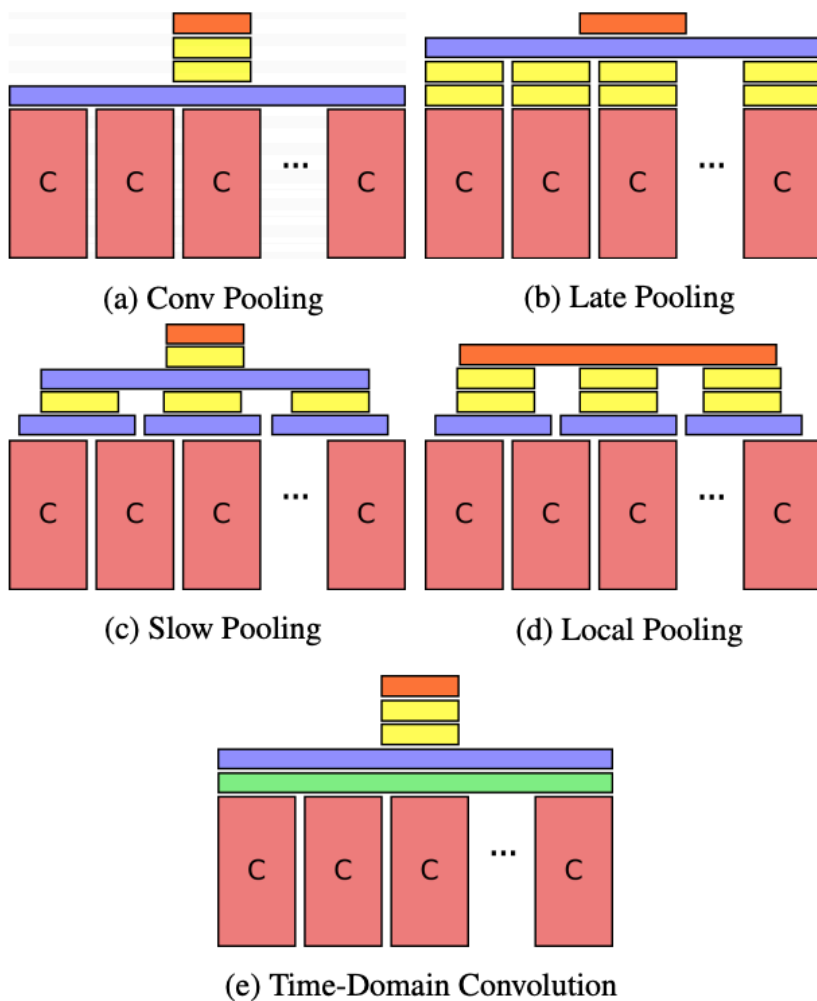 C C C ... C
(a) Conv Pooling
C C C ... C
(b) Late Pooling
C C C ... C
(c) Slow Pooling
C C C ... C
(d) Local Pooling
C C C ... C
(e) Time-Domain Convolution